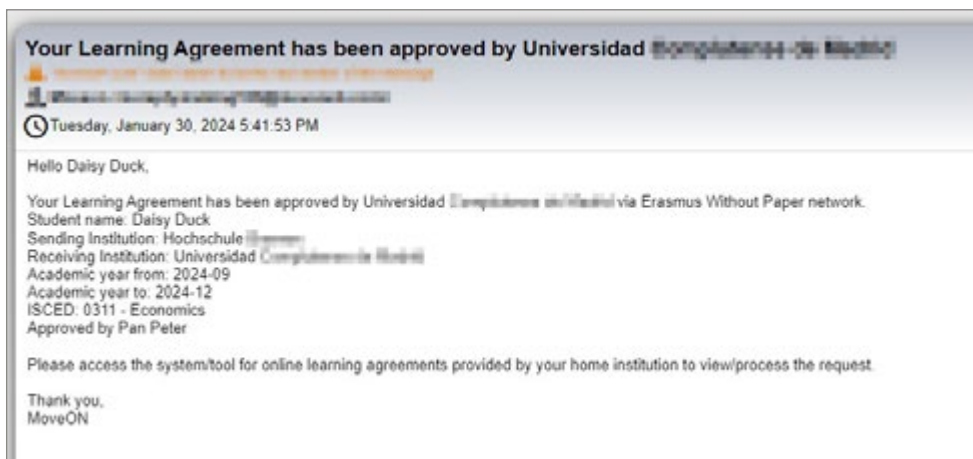 Your Learning Agreement has been approved by Universidad
Tuesday, January 30, 2024 5:41:53 PM
Hello Daisy Duck,
Your Learning Agreement has been approved by Universidad via Erasmus Without Paper network.
Student name: Daisy Duck
Sending Institution: Hochschule
Receiving Institution: Universidad
Academic year from: 2024-09
Academic year to: 2024-12
ISCED: 0311 - Economics
Approved by Pan Peter
Please access the system/tool for online learning agreements provided by your home institution to view/process the request.
Thank you,
MoveON